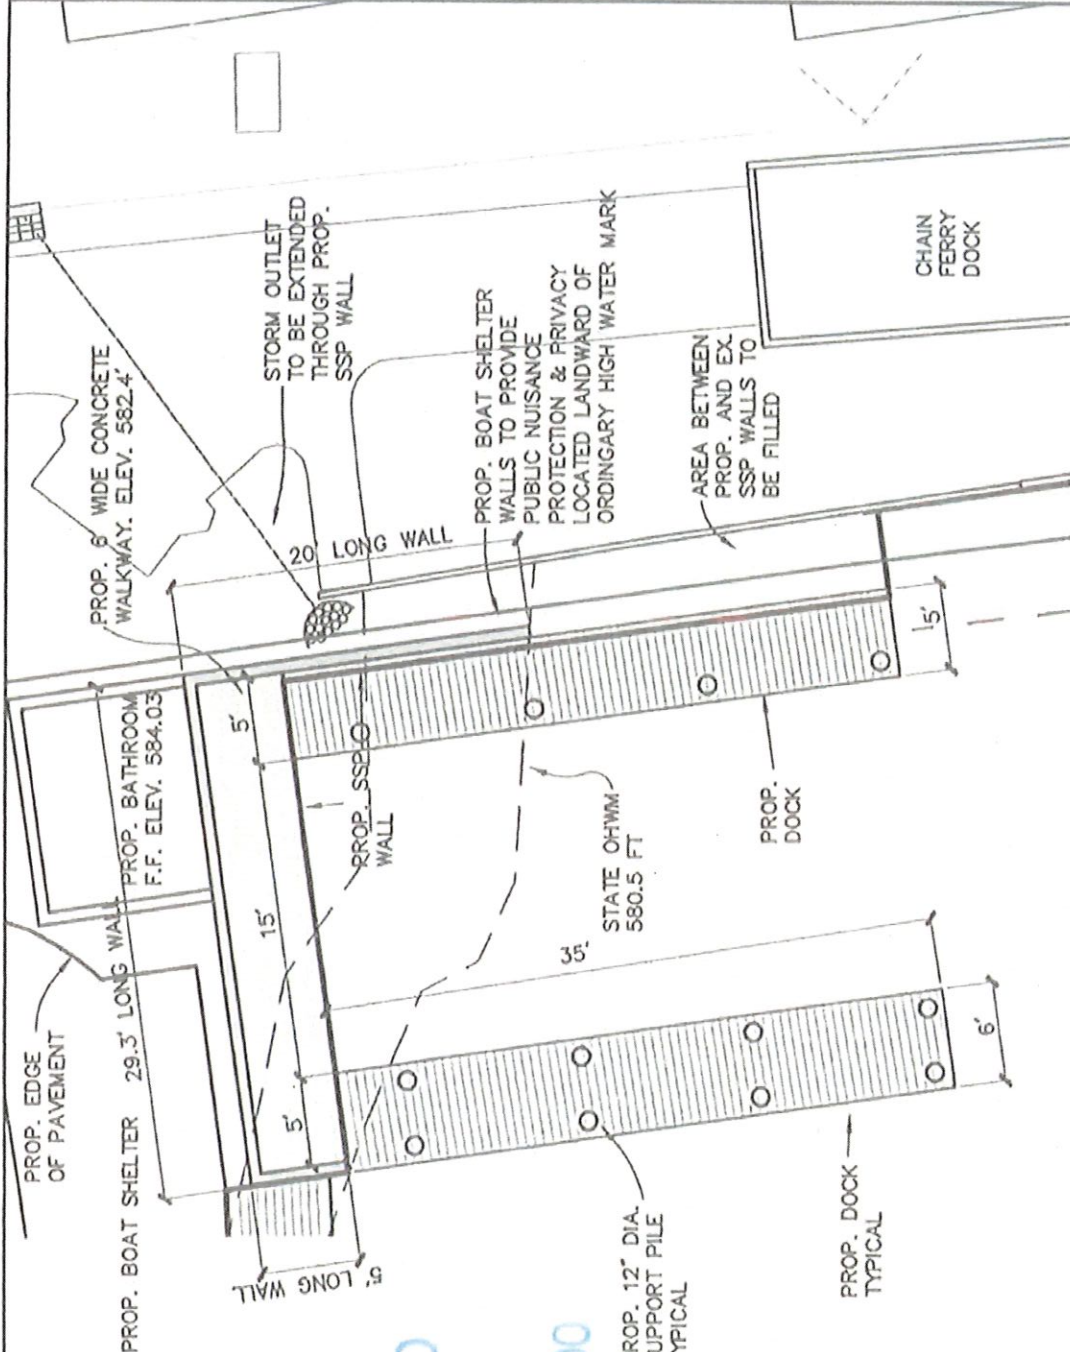 PROP. EDGE
OF PAVEMENT
PROP. BOAT SHELTER 29.3' LONG WALL
PROP. BATHROOM
F.F. ELEV. 584.03
PROP. 6' WIDE CONCRETE
WALKWAY. ELEV. 582.4'
STORM OUTLET
TO BE EXTENDED
THROUGH PROP.
SSP WALL
20' LONG WALL
PROP. BOAT SHELTER
WALLS TO PROVIDE
PUBLIC NUISANCE
PROTECTION & PRIVACY
LOCATED LANDWARD OF
ORDINGARY HIGH WATER MARK
AREA BETWEEN
PROP. AND EX.
SSP WALLS TO
BE FILLED
CHAIN
FERRY
DOCK
5'
15'
5'
PROP. SSP
WALL
STATE OHWM
580.5 FT
35'
PROP.
DOCK
5'
6'
5' LONG WALL
ROP. 12" DIA.
UPPORT PILE
YPICAL
PROP. DOCK
TYPICAL